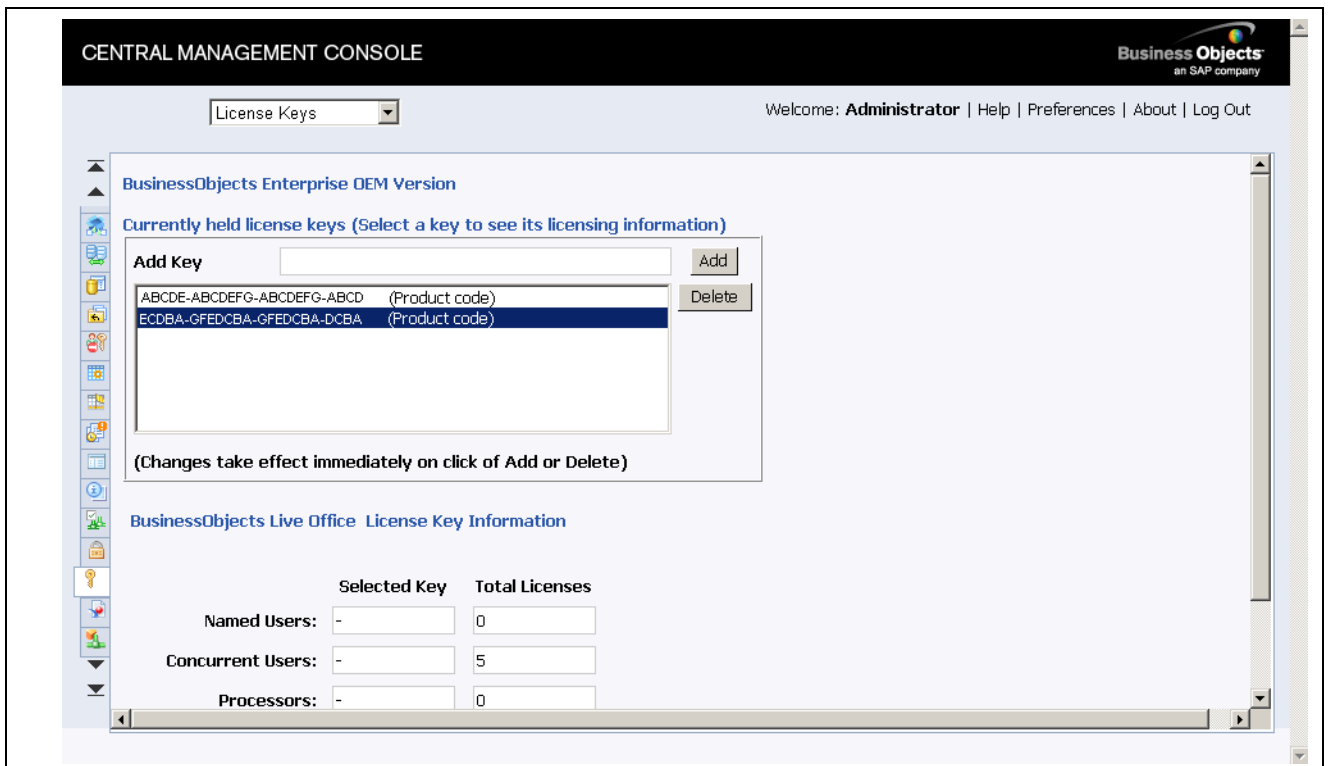 CENTRAL MANAGEMENT CONSOLE
Business Objects
an SAP company
License Keys
Welcome: Administrator | Help | Preferences | About | Log Out
BusinessObjects Enterprise OEM Version
Currently held license keys (Select a key to see its licensing information)
Add Key
Add
ABCDE-ABCDEFG-ABCDEFG-ABCD (Product code)
Delete
ECDBA-GFEDCBA-GFEDCBA-DCBA (Product code)
(Changes take effect immediately on click of Add or Delete)
BusinessObjects Live Office License Key Information
Selected Key Total Licenses
Named Users: - 0
Concurrent Users: - 5
Processors: - 0